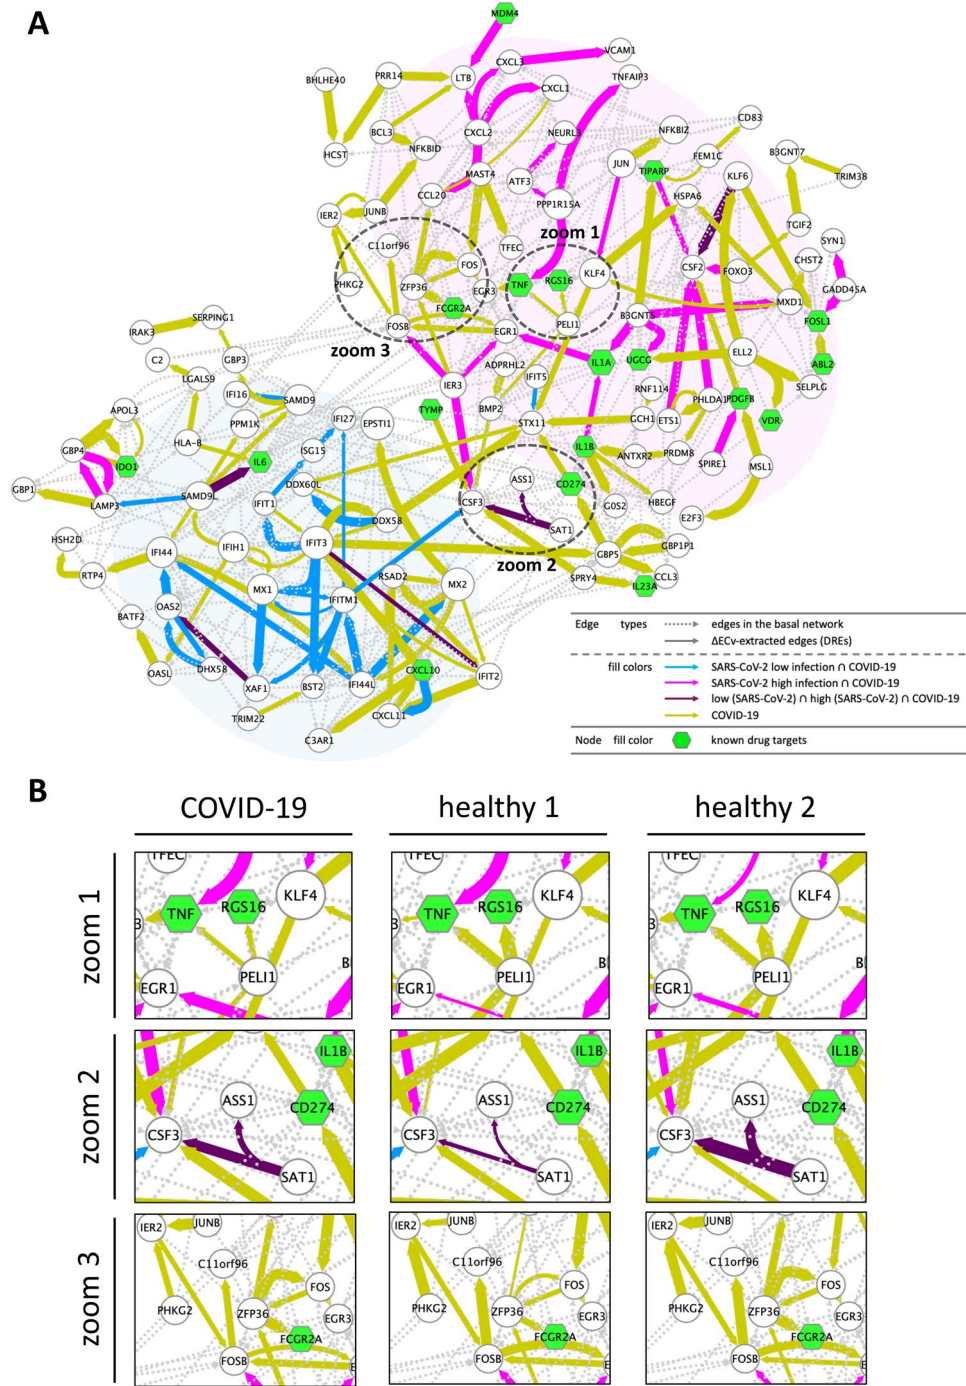 A
MDM4
VCAM1
CXCL3
TNFAIP3
BHLHE40
PRR14
LTB
CXCL1
CD83
BCL3
CXCL2
NEURL3
NFKBIZ
HCST
NFKBID
JUN
FEM1C
B3GNT7
MAST4
TIPARP
KLF6
TRIM38
CCL20
ATF3
HSPA6
IER2
JUNB
PPP1R15A
TGIF2
C11orf96
zoom 1
SYN1
TFEC
FOS
KLF4
CSF2
FOXO3
CHST2
PHKG2
ZFP36
EGR3
TNF
RGS16
GADD45A
FCGR2A
MXD1
SERPING1
FOSB
EGR1
PELI1
B3GNT5
FOSL1
IRAK3
zoom 3
zoom 2
C2
GBP3
ADPRHL2
IL1A
UGCG
ELL2
ABL2
LGALS9
IFIT5
IFI16
SAMD9
IER3
RNF114
SELPLG
APOL3
PPM1K
IFI27
TYMP
BMP2
PHLDA1
PDGFB
EPSTI1
STX11
GCH1
ETS1
VDR
HLA-B
GBP4
ISG15
IL1B
IDO1
IL6
ANTXR2
PRDM8
SPIRE1
MSL1
DDX60L
ASS1
CD274
GBP1
LAMP3
SAMD9L
IFIT1
CSF3
G0S2
HBEGF
DDX58
SAT1
E2F3
HSH2D
IFI44
IFIH1
IFIT3
zoom 2
GBP5
GBP1P1
RTP4
MX1
RSAD2
MX2
SPRY4
IL23A
CCL3
OAS2
IFITM1
BATF2
DHX58
CXCL10
IFIT2
OASL
XAF1
BST2
IFI44L
TRIM22
CXCL11
C3AR1
Edge types edges in the basal network
ΔECv-extracted edges (DREs)
fill colors SARS-CoV-2 low infection ∩ COVID-19
SARS-CoV-2 high infection ∩ COVID-19
low (SARS-CoV-2) ∩ high (SARS-CoV-2) ∩ COVID-19
COVID-19
Node fill color known drug targets
B
COVID-19 healthy 1 healthy 2
zoom 1
TFEC
KLF4
TNF
RGS16
EGR1
PELI1
TFEC
KLF4
TNF
RGS16
EGR1
PELI1
TFEC
KLF4
TNF
RGS16
EGR1
PELI1
zoom 2
IL1B
ASS1
CD274
CSF3
SAT1
IL1B
ASS1
CD274
CSF3
SAT1
IL1B
ASS1
CD274
CSF3
SAT1
zoom 3
IER2
JUNB
C11orf96
FOS
PHKG2
ZFP36
EGR3
FCGR2A
FOSB
IER2
JUNB
C11orf96
FOS
PHKG2
ZFP36
EGR3
FCGR2A
FOSB
IER2
JUNB
C11orf96
FOS
PHKG2
ZFP36
EGR3
FCGR2A
FOSB